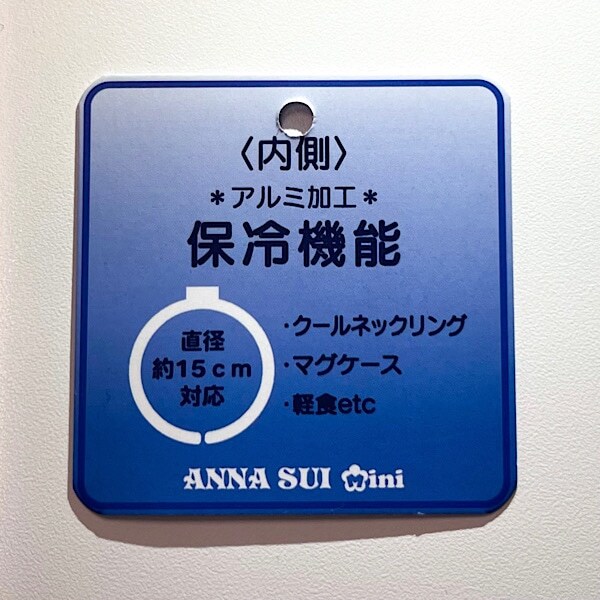 〈内側〉
＊アルミ加工＊
保冷機能
直径
約15cm
対応
・クールネックリング
・マグケース
・軽食etc
ANNA SUI mini